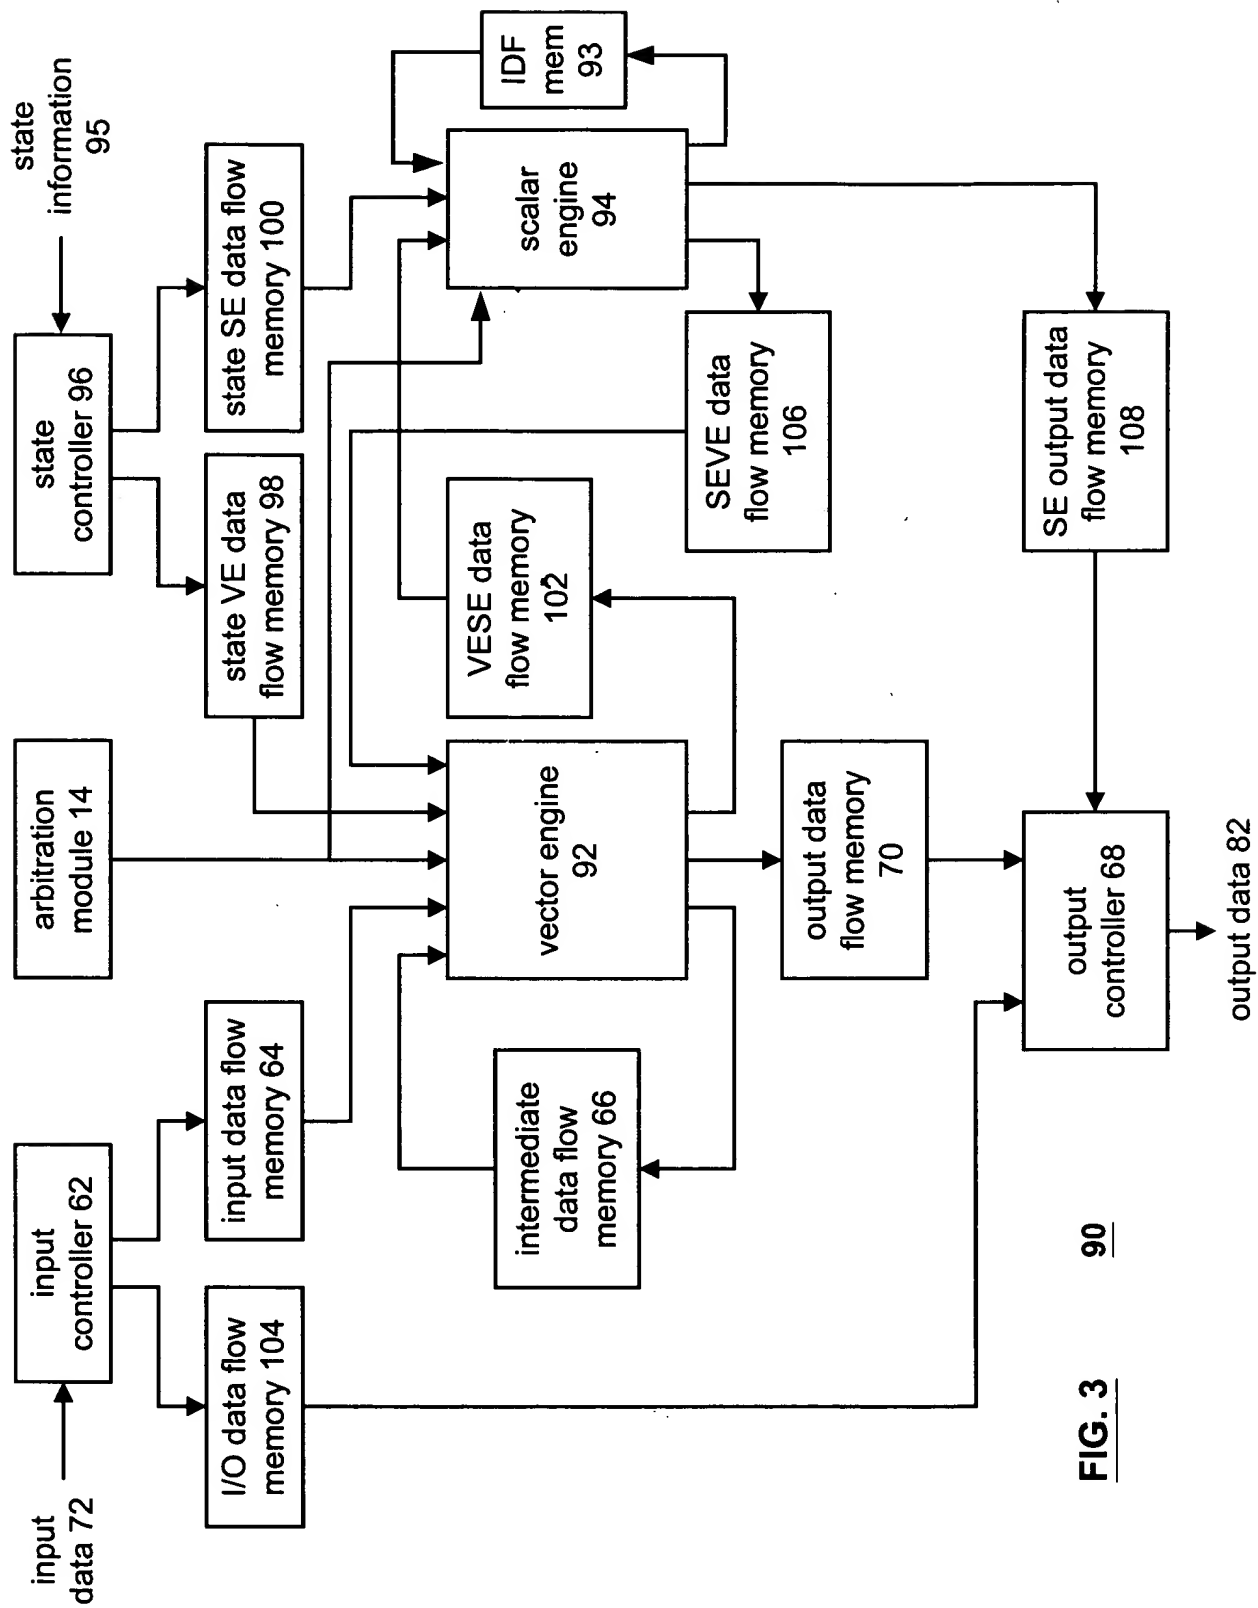 input
data 72
input
controller 62
arbitration
module 14
state
controller 96
state
information
95
I/O data flow
memory 104
input data flow
memory 64
state VE data
flow memory 98
state SE data flow
memory 100
intermediate
data flow
memory 66
vector engine
92
VESE data
flow memory
102
scalar
engine
94
IDF
mem
93
output data
flow memory
70
SEVE data
flow memory
106
output
controller 68
SE output data
flow memory
108
output data 82
FIG. 3
90